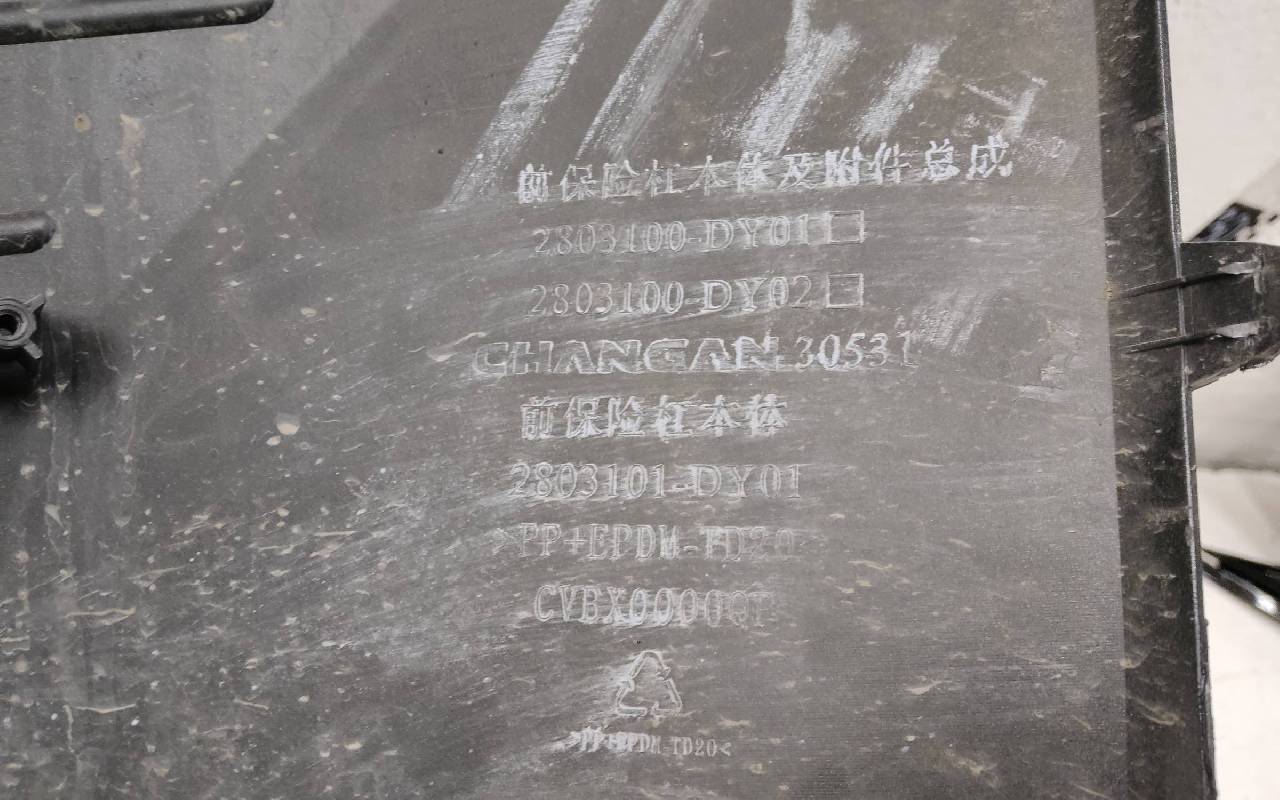 前保险杠本体及附件总成
2803100-DY01□
2803100-DY02□
CHANGAN 30531
前保险杠本体
2803101-DY01
>PP+EPDM-TD20
>PP+EPDM-TD20<